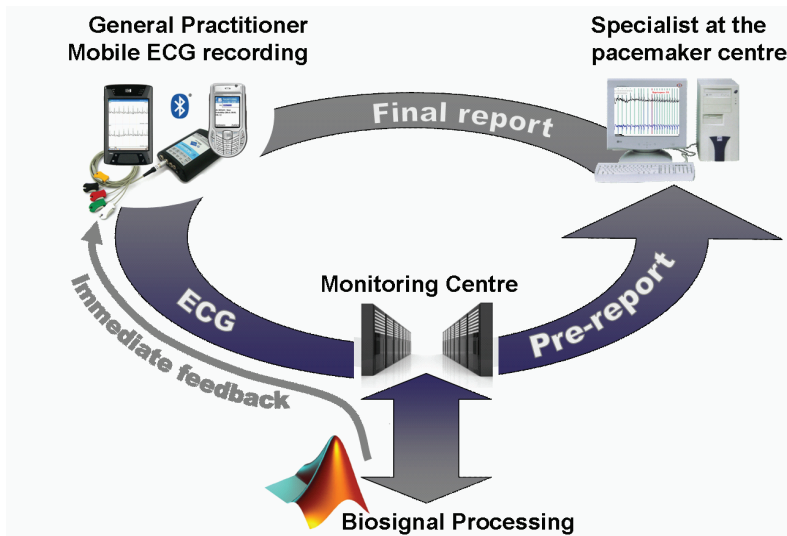 General Practitioner
Mobile ECG recording
Specialist at the
pacemaker centre
Final report
Monitoring Centre
ECG
Pre-report
Immediate feedback
Biosignal Processing